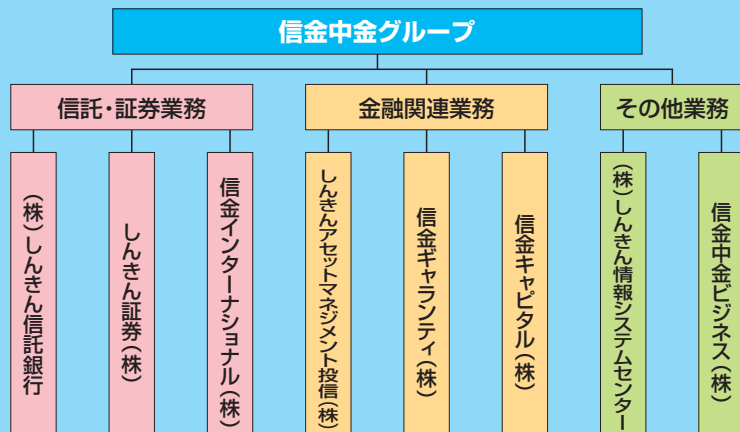 信金中金グループ
信託・証券業務
金融関連業務
その他業務
(株)しんきん信託銀行
しんきん証券(株)
信金インターナショナル(株)
しんきんアセットマネジメント投信(株)
信金ギャランティ(株)
信金キャピタル(株)
(株)しんきん情報システムセンター
信金中金ビジネス(株)